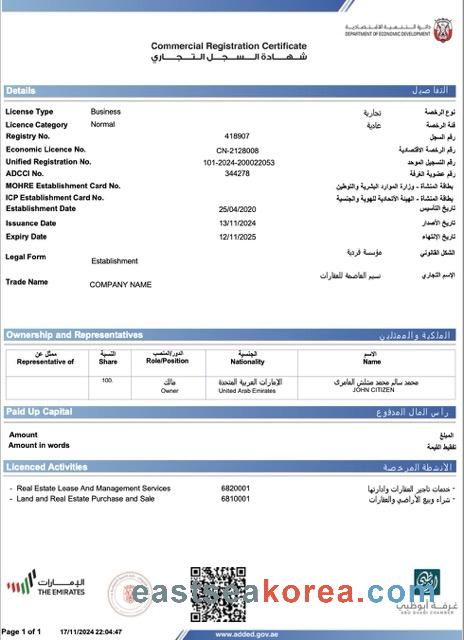 دائرة التنمية الاقتصادية
DEPARTMENT OF ECONOMIC DEVELOPMENT
Commercial Registration Certificate
شهادة السجل التجاري
Details التفاصيل
License Type Business تجارية نوع الرخصة
Licence Category Normal عادية فئة الرخصة
Registry No. 418907 رقم السجل
Economic Licence No. CN-2128008 رقم الرخصة الاقتصادية
Unified Registration No. 101-2024-200022053 رقم التسجيل الموحد
ADCCI No. 344278 رقم عضوية الغرفة
MOHRE Establishment Card No. بطاقة المنشأة - وزارة الموارد البشرية والتوطين
ICP Establishment Card No. بطاقة المنشأة - الهيئة الاتحادية للهوية والجنسية
Establishment Date 25/04/2020 تاريخ التأسيس
Issuance Date 13/11/2024 تاريخ الأصدار
Expiry Date 12/11/2025 تاريخ الإنتهاء
Legal Form Establishment مؤسسة فردية الشكل القانوني
Trade Name COMPANY NAME نسيم العاصمة للعقارات الإسم التجاري
Ownership and Representatives الملكية والممثلين
ممثل عن النسبة الدور/المنصب الجنسية الاسم
Representative of Share Role/Position Nationality Name
100. مالك الإمارات العربية المتحدة محمد سالم محمد العامري
Owner United Arab Emirates JOHN CITIZEN
Paid Up Capital رأس المال المدفوع
Amount المبلغ
Amount in words تفقيط القيمة
Licenced Activities الأنشطة المرخصة
- Real Estate Lease And Management Services 6820001 - خدمات تاجير العقارات وادارتها
- Land and Real Estate Purchase and Sale 6810001 - شراء وبيع الأراضي والعقارات
الإمارات
THE EMIRATES
eastseakorea.com
غرفة أبوظبي
ABU DHABI CHAMBER
Page 1 of 1 17/11/2024 22:04:47 www.added.gov.ae